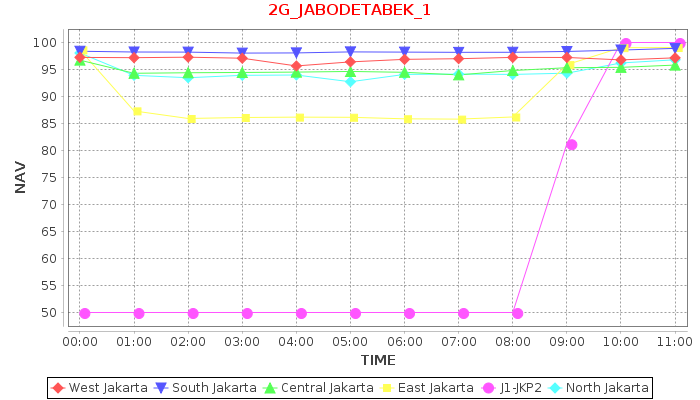 2G_JABODETABEK_1
NAV
100
95
90
85
80
75
70
65
60
55
50
00:00 01:00 02:00 03:00 04:00 05:00 06:00 07:00 08:00 09:00 10:00 11:00
TIME
West Jakarta South Jakarta Central Jakarta East Jakarta J1-JKP2 North Jakarta